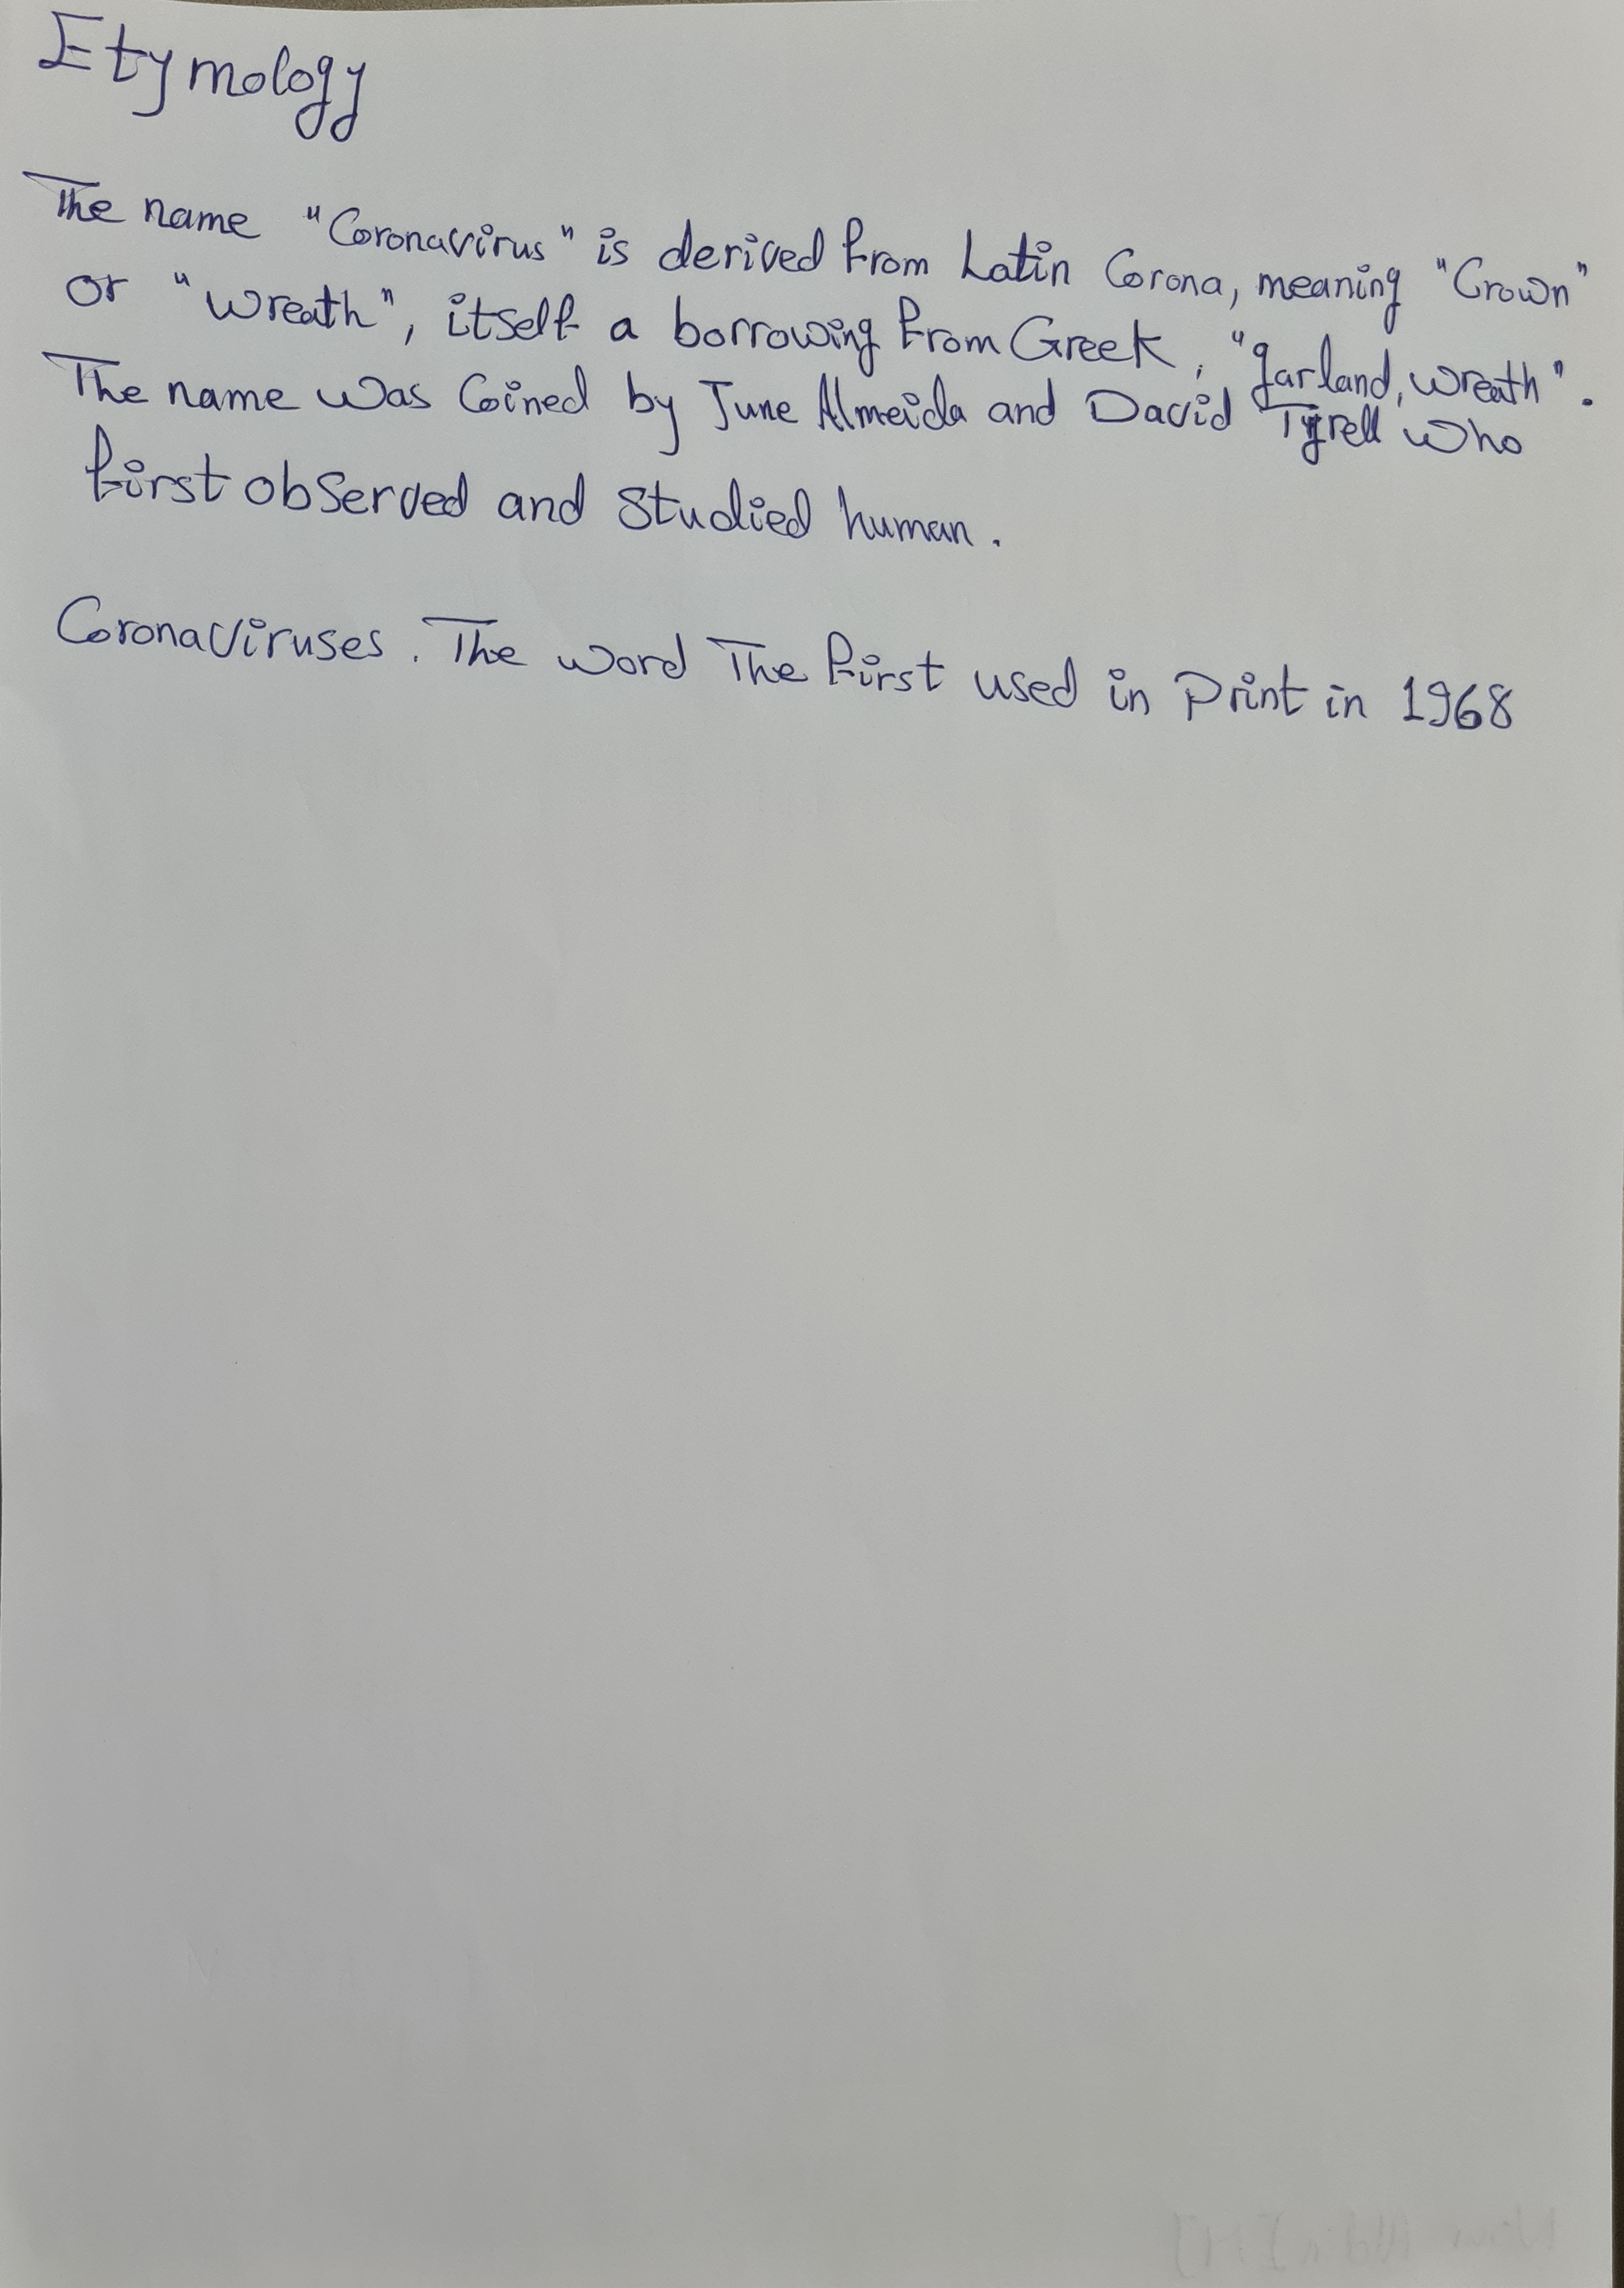 Etymology
The name "Coronavirus" is derived from Latin Corona, meaning "Crown"
or "wreath", itself a borrowing from Greek, "garland, wreath".
The name was Coined by June Almeida and David Tyrell who
first observed and studied human.
Coronaviruses. The word The first used in Print in 1968